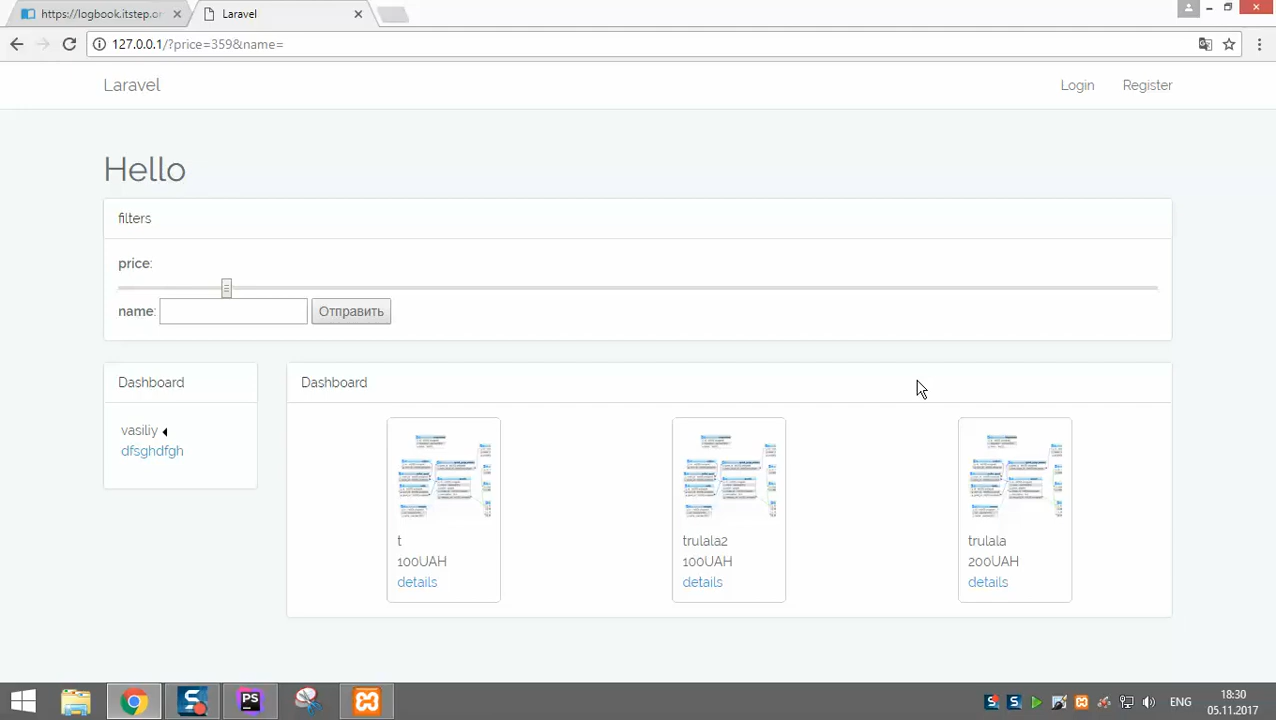 https://logbook.itstep.or
Laravel
127.0.0.1/?price=359&name=
Laravel
Login
Register
Hello
filters
price:
name:
Отправить
Dashboard
vasiliy
dfsghdfgh
Dashboard
t
100UAH
details
trulala2
100UAH
details
trulala
200UAH
details
PS
ENG
18:30
05.11.2017